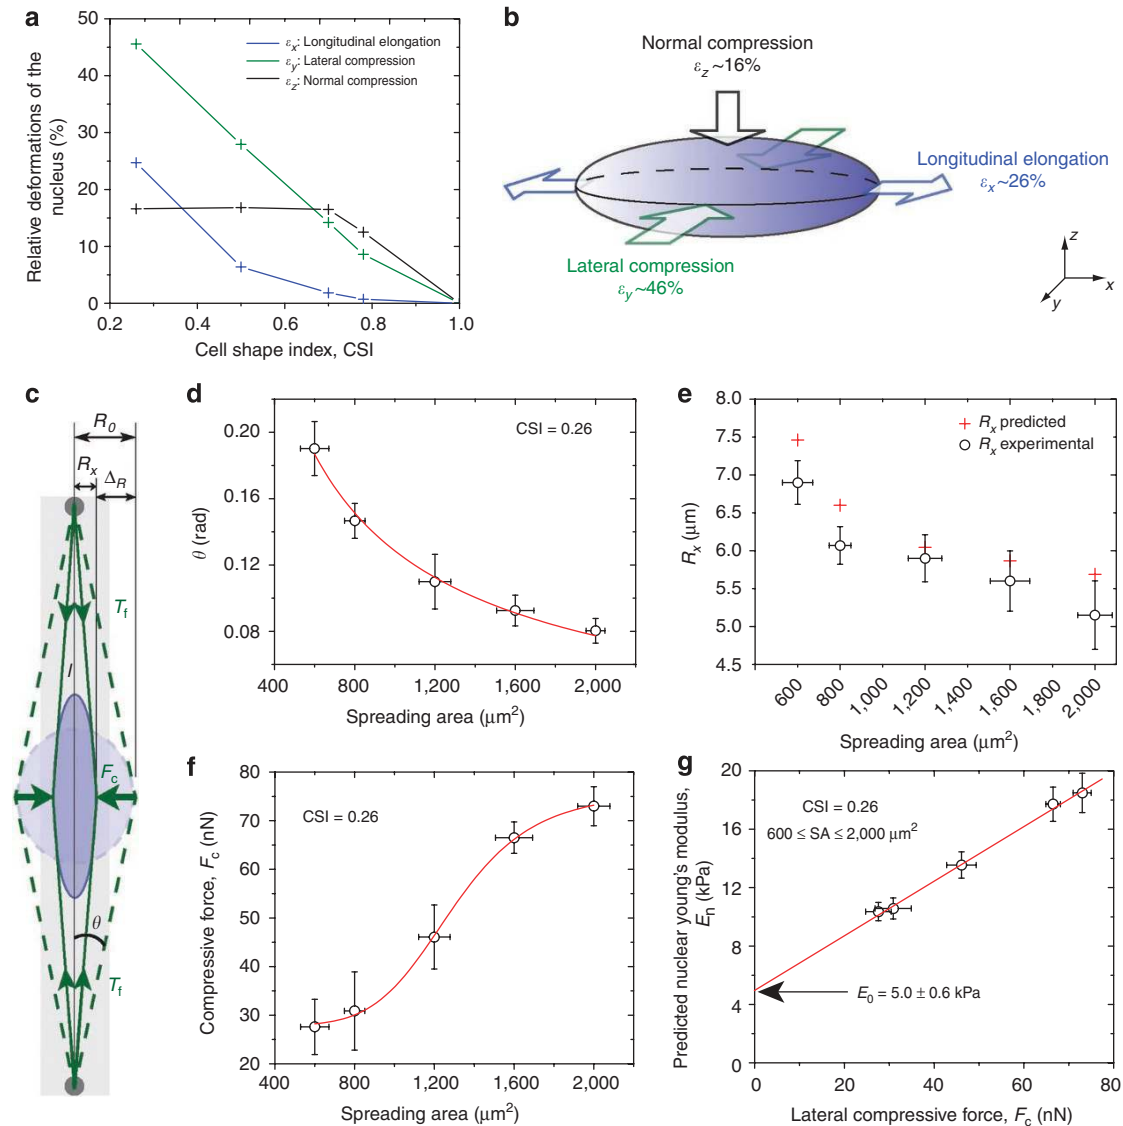 a
50
40
30
20
10
0
0.2 0.4 0.6 0.8 1.0
Relative deformations of the
nucleus (%)
Cell shape index, CSI
εx: Longitudinal elongation
εy: Lateral compression
εz: Normal compression
b
Normal compression
εz ~16%
Longitudinal elongation
εx~26%
Lateral compression
εy~46%
z
x
y
c
R0
Rx
ΔR
Tf
l
Fc
θ
Tf
d
CSI = 0.26
0.20
0.16
0.12
0.08
400 800 1,200 1,600 2,000
θ (rad)
Spreading area (μm²)
e
Rx predicted
Rx experimental
8.0
7.5
7.0
6.5
6.0
5.5
5.0
4.5
600 800 1,000 1,200 1,400 1,600 1,800 2,000
Rx (μm)
Spreading area (μm²)
f
CSI = 0.26
80
70
60
50
40
30
20
400 800 1,200 1,600 2,000
Compressive force, Fc (nN)
Spreading area (μm²)
g
CSI = 0.26
600 ≤ SA ≤ 2,000 μm²
20
16
12
8
4
0
0 20 40 60 80
E0 = 5.0 ± 0.6 kPa
Predicted nuclear young's modulus,
En (kPa)
Lateral compressive force, Fc (nN)